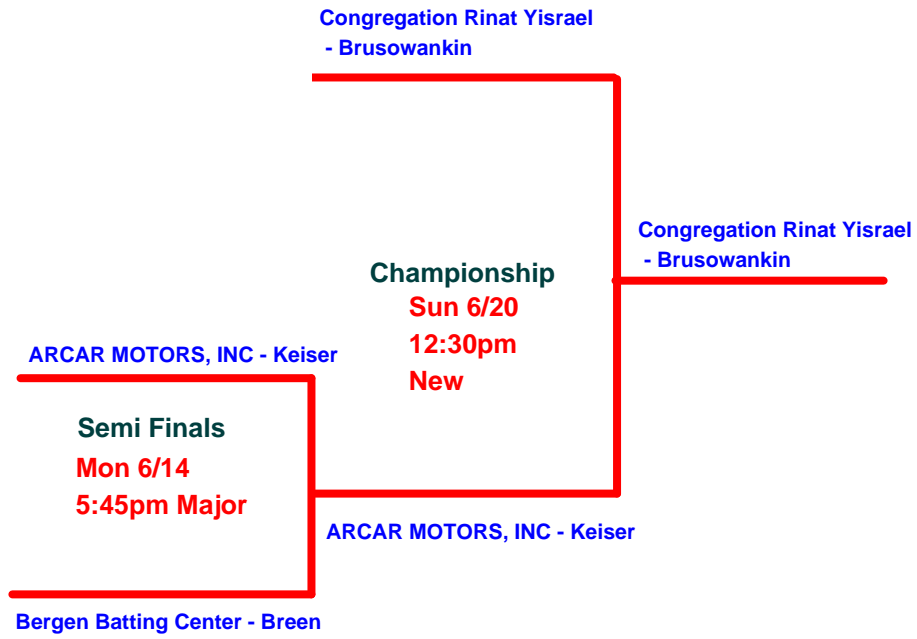 Congregation Rinat Yisrael
- Brusowankin
Congregation Rinat Yisrael
- Brusowankin
Championship
Sun 6/20
12:30pm
New
ARCAR MOTORS, INC - Keiser
Semi Finals
Mon 6/14
5:45pm Major
ARCAR MOTORS, INC - Keiser
Bergen Batting Center - Breen